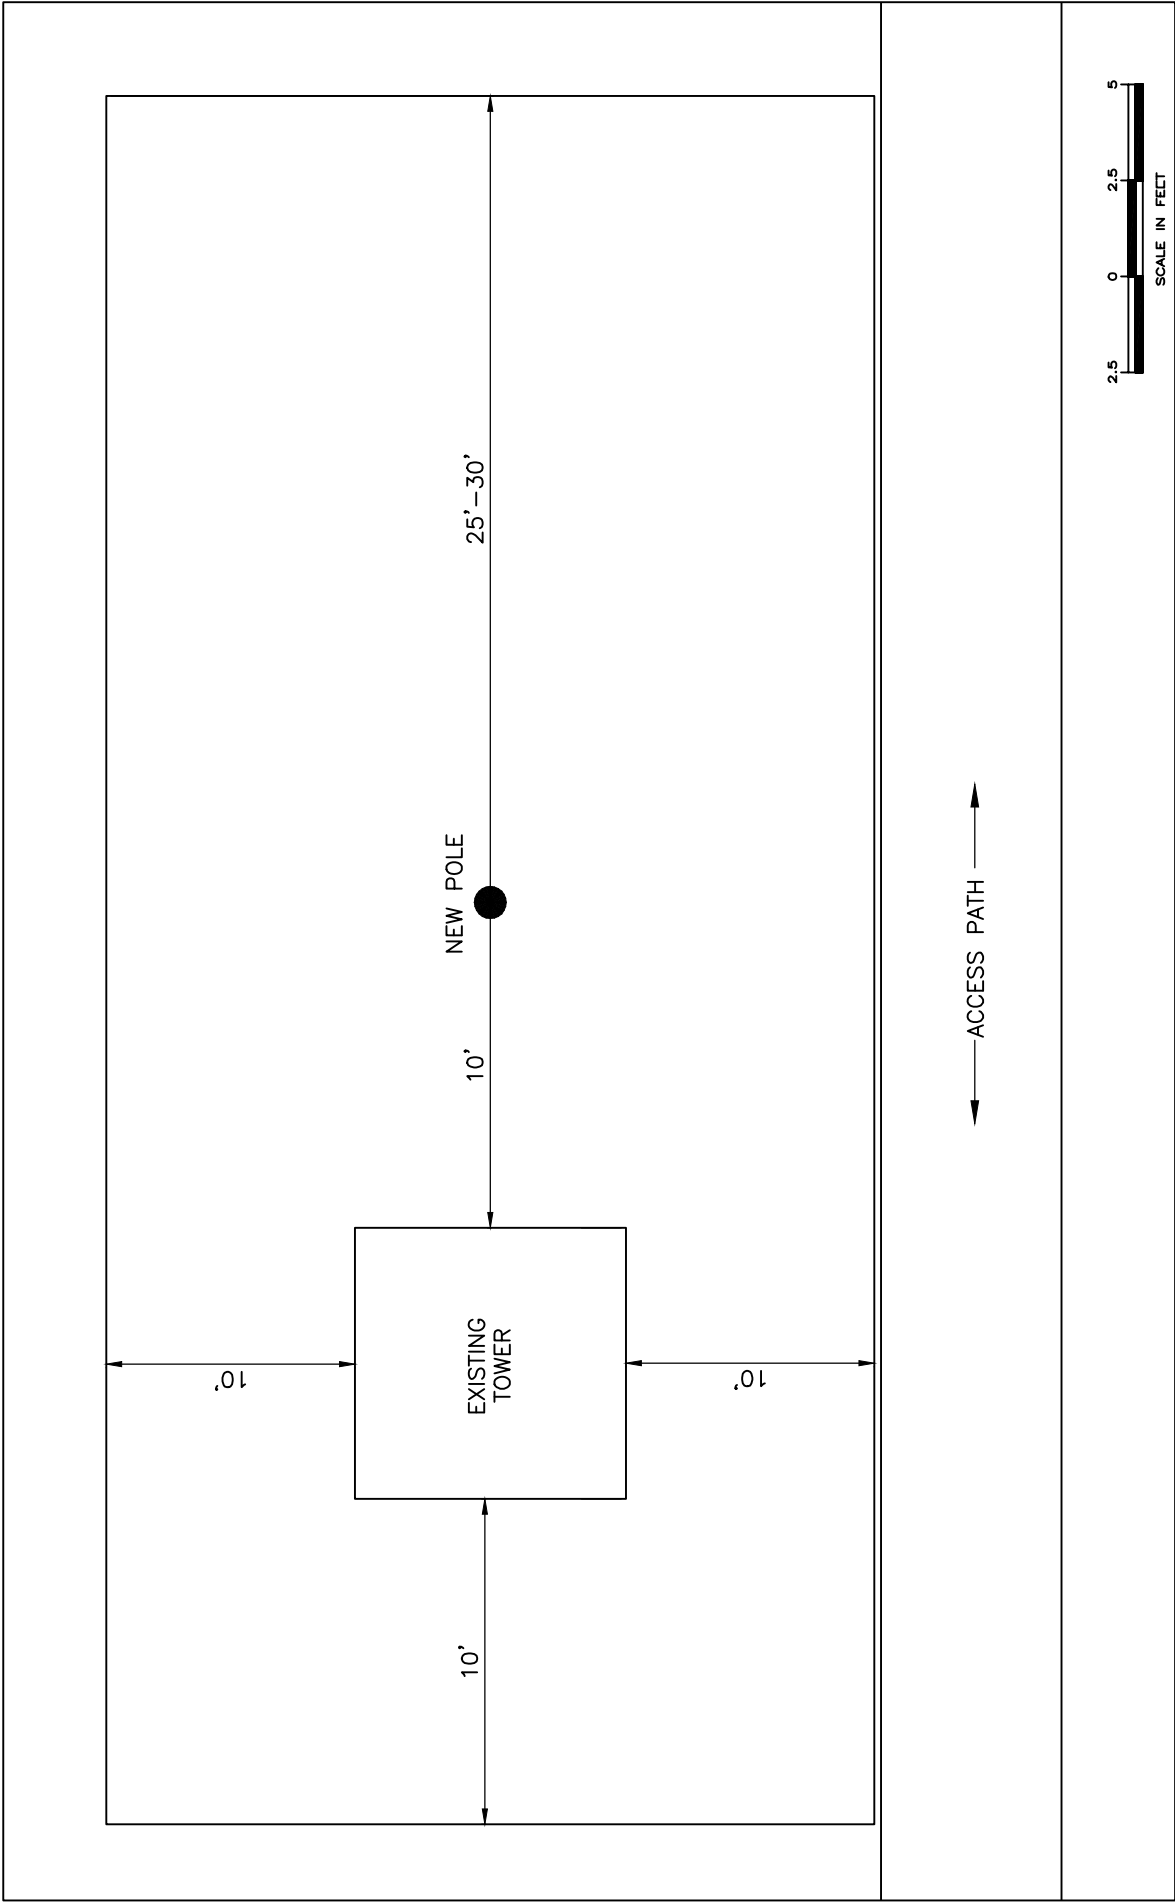 10'
EXISTING
TOWER
10'
NEW POLE
25'-30'
10'
10'
ACCESS PATH
2.5 0 2.5 5
SCALE IN FEET